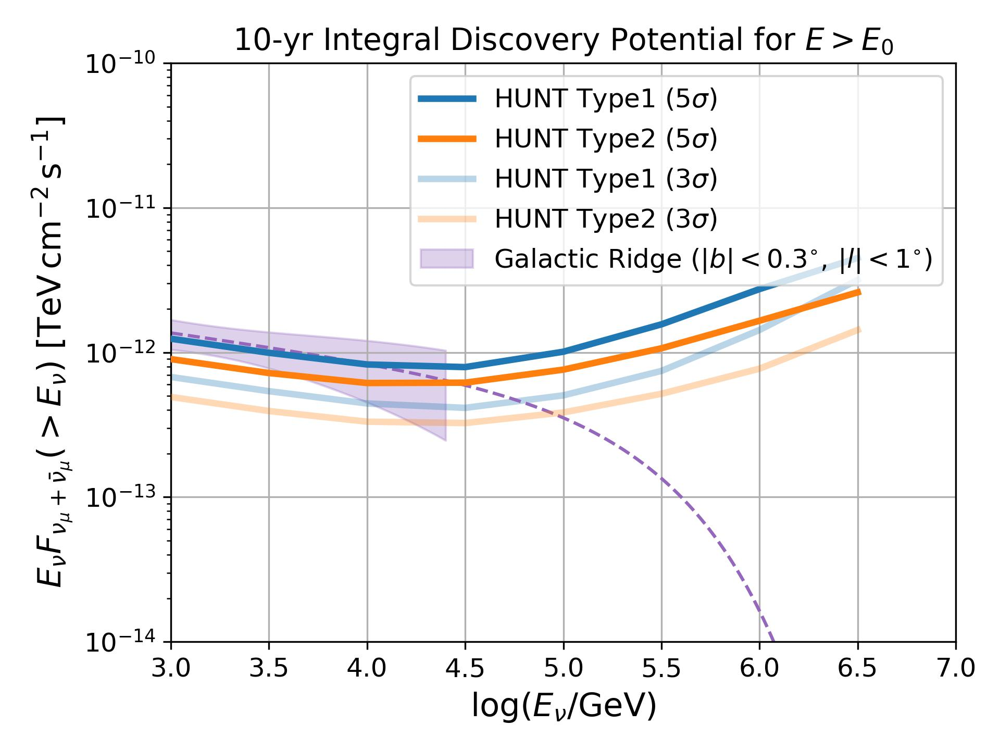 10-yr Integral Discovery Potential for E > E₀
HUNT Type1 (5σ)
HUNT Type2 (5σ)
HUNT Type1 (3σ)
HUNT Type2 (3σ)
Galactic Ridge (|b| < 0.3°, |l| < 1°)
E_ν F_{ν_μ + ν̄_μ}(> E_ν) [TeV cm⁻² s⁻¹]
10⁻¹⁰
10⁻¹¹
10⁻¹²
10⁻¹³
10⁻¹⁴
3.0 3.5 4.0 4.5 5.0 5.5 6.0 6.5 7.0
log(E_ν/GeV)